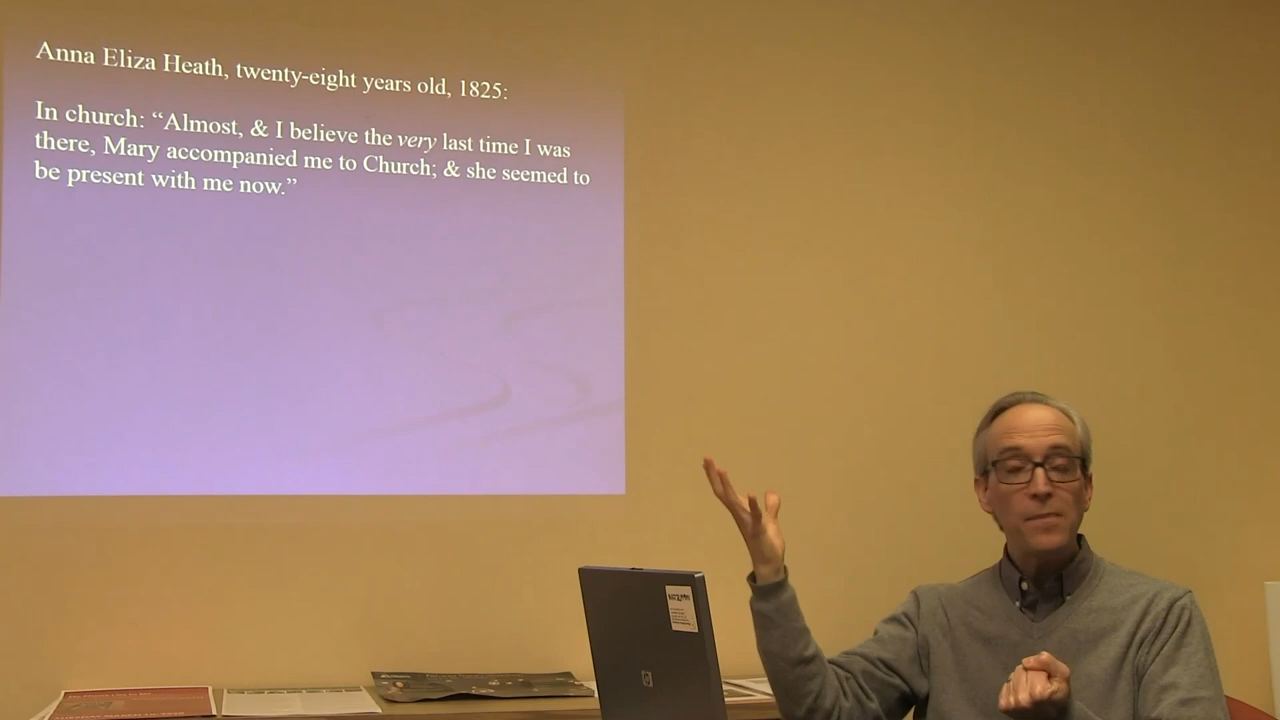 Anna Eliza Heath, twenty-eight years old, 1825:
In church: “Almost, & I believe the very last time I was
there, Mary accompanied me to Church; & she seemed to
be present with me now.”
hp